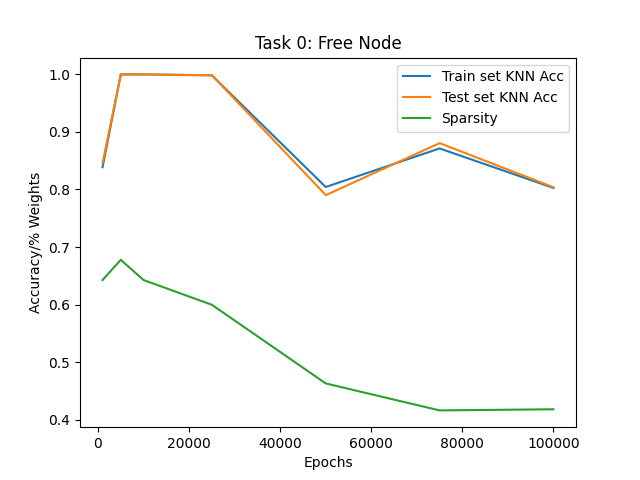 Task 0: Free Node
Train set KNN Acc
Test set KNN Acc
Sparsity
Accuracy/% Weights
1.0
0.9
0.8
0.7
0.6
0.5
0.4
0 20000 40000 60000 80000 100000
Epochs